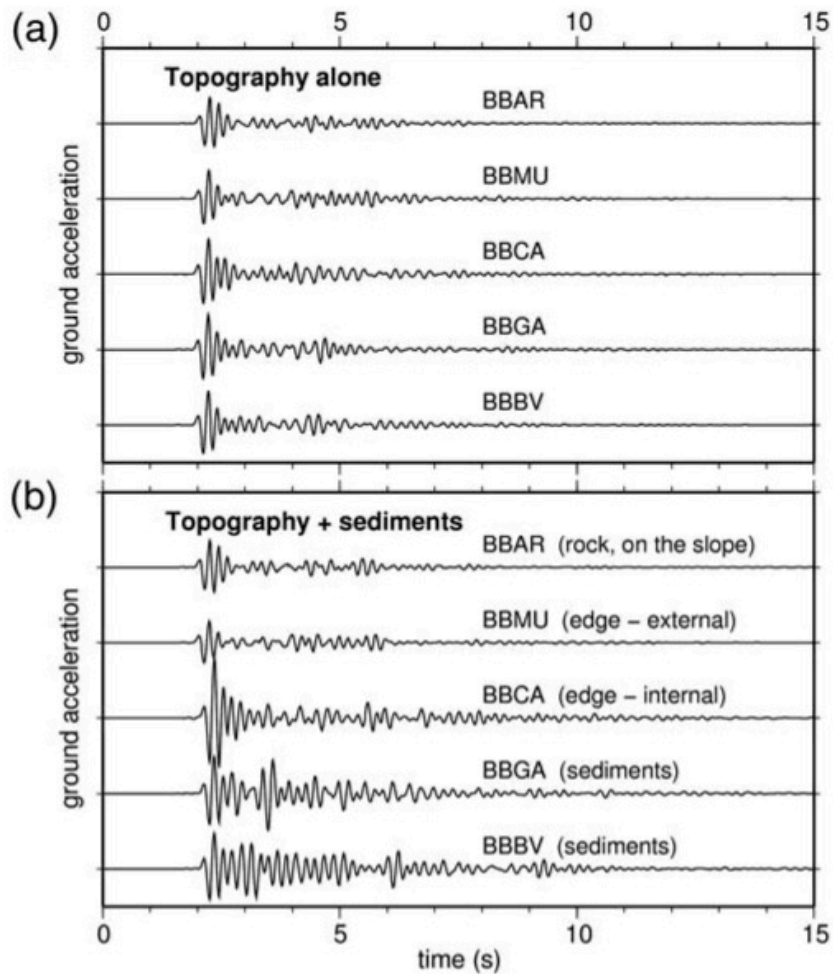 (a)
0 5 10 15
Topography alone
BBAR
BBMU
BBCA
BBGA
BBBV
ground acceleration
(b)
Topography + sediments
BBAR (rock, on the slope)
BBMU (edge − external)
BBCA (edge − internal)
BBGA (sediments)
BBBV (sediments)
ground acceleration
0 5 10 15
time (s)